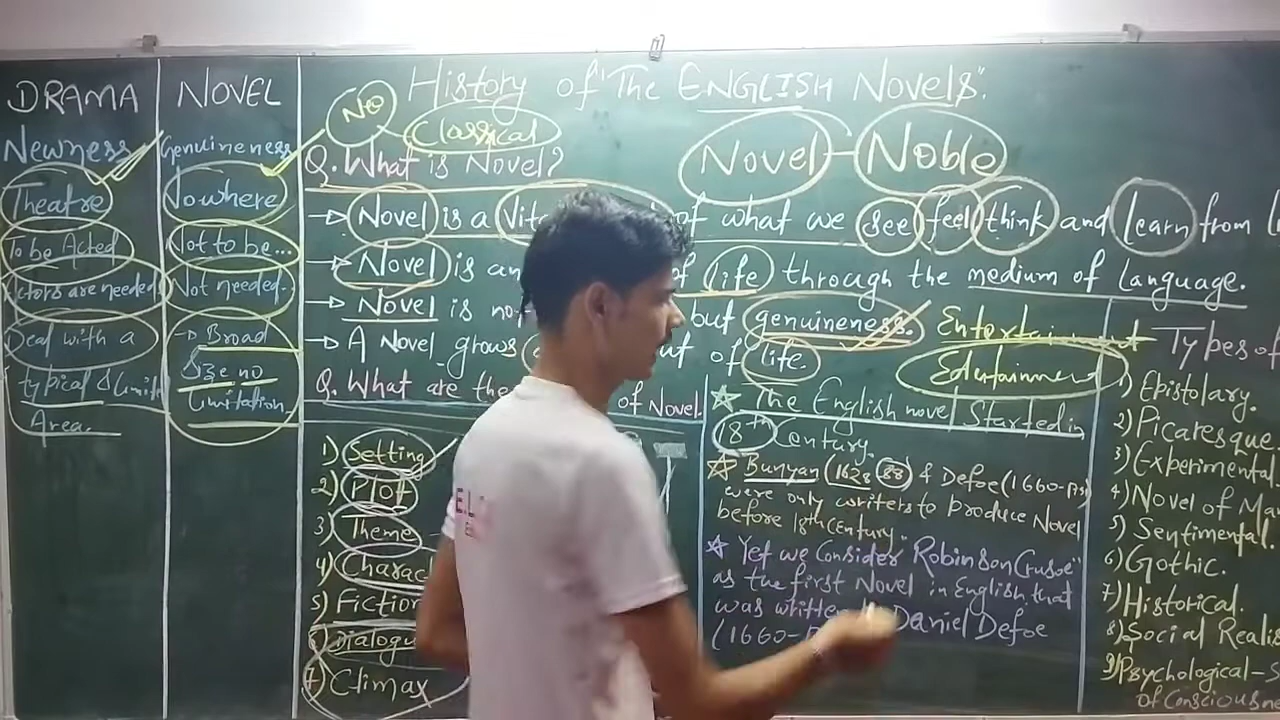 History of "The ENGLISH Novels".
DRAMA
Newness
Theatre
To be Acted
Actors are needed
Deal with a
typical & limite
Area.
NOVEL
Genuineness
Nowhere
Not to be...
Not needed.
→ Broad
& no
limitation
Classical
Novel - Noble
Q. What is Novel?
→ Novel is a of what we see feel think and learn from
→ Novel is an of life through the medium of language.
→ Novel is but genuineness.
→ A Novel grows out of life.
Entertainment
Edertainment
Q. What are the of Novel
1) Setting
2) Plot
3) Theme
4) Charac
5) Fiction
6) Dialogu
7) Climax
☆ The English novel Started in
18th Century.
☆ Bunyan (1628-88) & Defoe (1660-
were only writers to produce Novel
before 18th Century.
☆ Yet we Consider Robinson Crusoe"
as the first Novel in English that
was written Daniel Defoe
(1660-
Types of
1) Epistolary.
2) Picaresque
3) Experimental
4) Novel of Ma
5) Sentimental.
6) Gothic.
7) Historical.
8) Social Reali
9) Psychological-S
of Consciousne